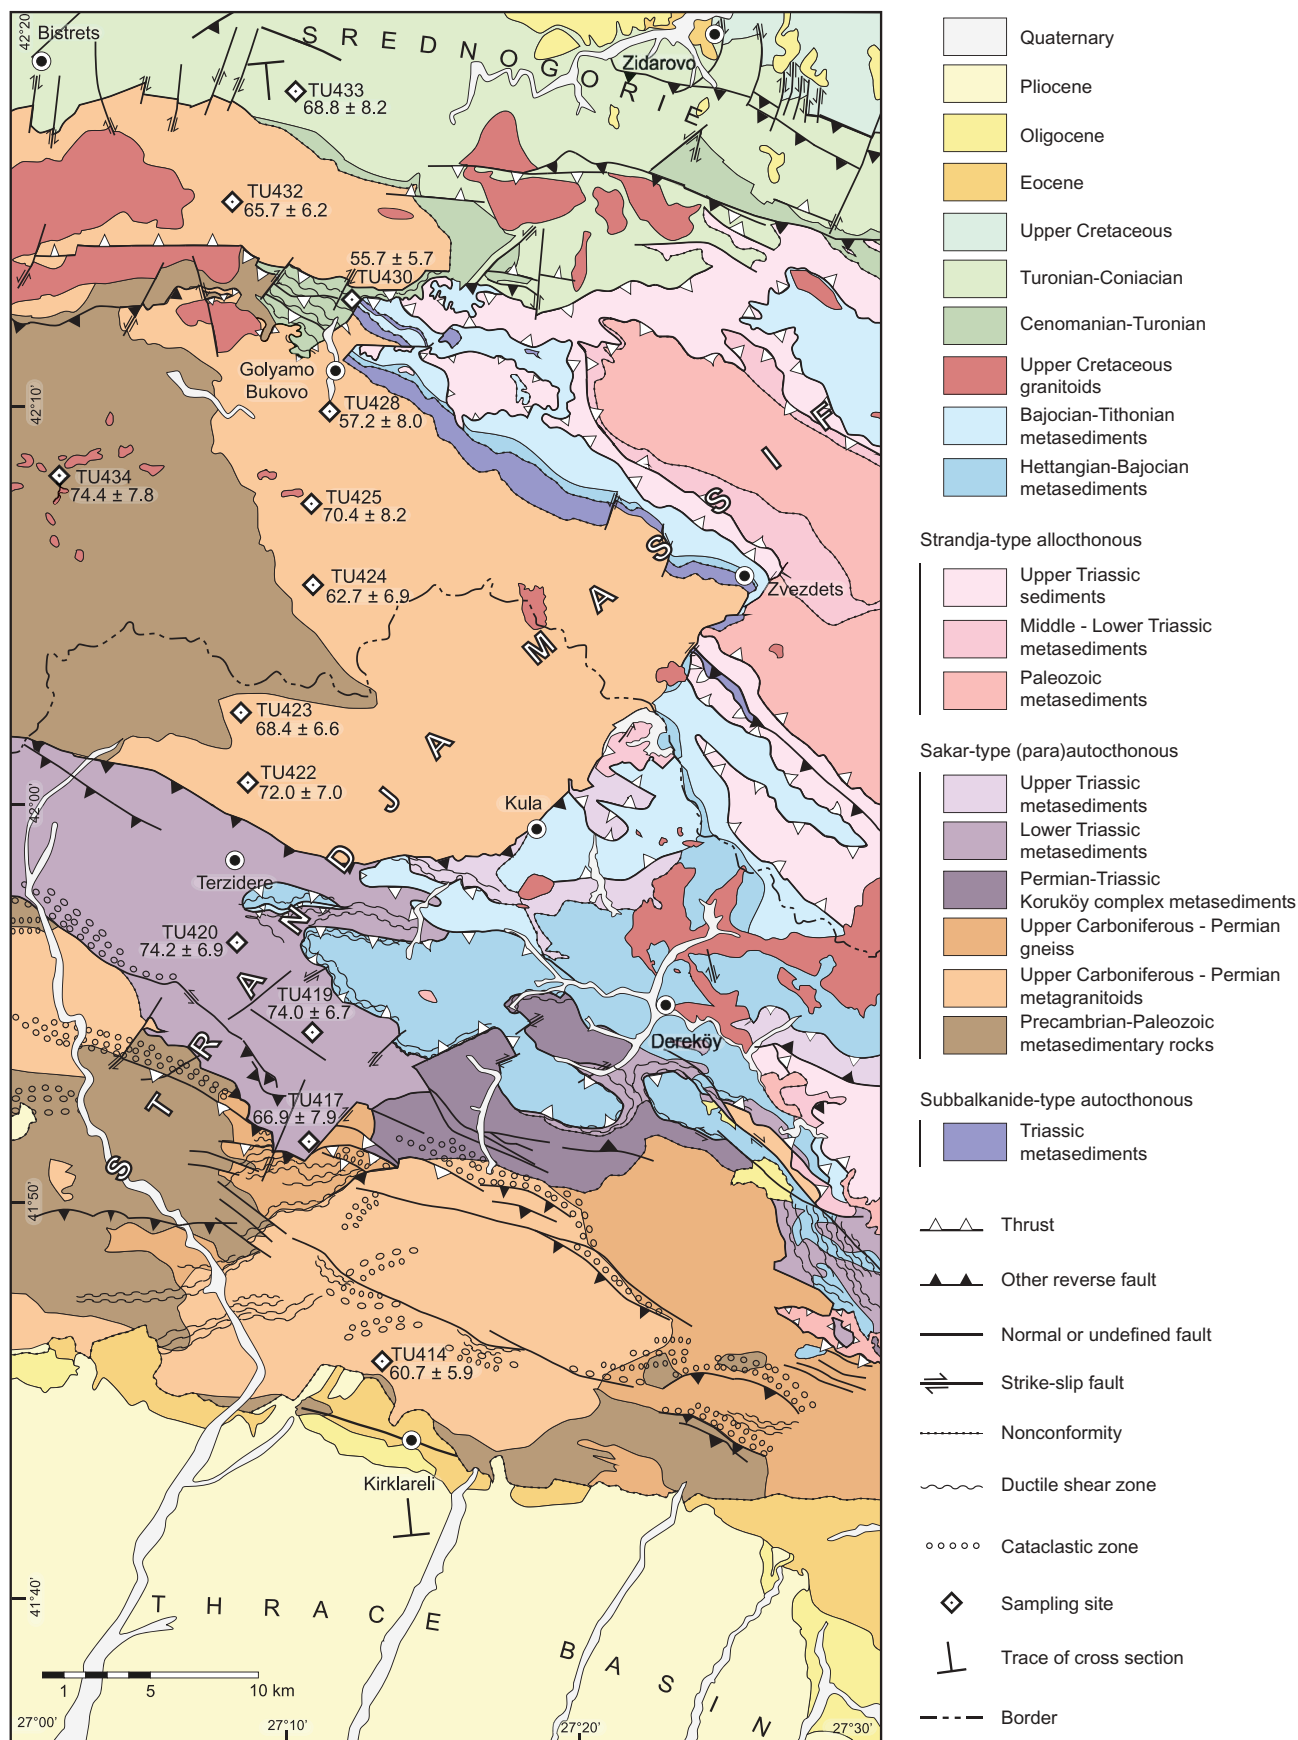 42°20'
Bistrets
SREDNOGORIE
Zidarovo
TU433
68.8 ± 8.2
TU432
65.7 ± 6.2
55.7 ± 5.7
TU430
Golyamo
Bukovo
42°10'
TU428
57.2 ± 8.0
TU434
74.4 ± 7.8
TU425
70.4 ± 8.2
TU424
62.7 ± 6.9
Zvezdets
TU423
68.4 ± 6.6
TU422
72.0 ± 7.0
42°00'
Kula
Terzidere
STRANDJA MASSIF
TU420
74.2 ± 6.9
TU419
74.0 ± 6.7
Dereköy
TU417
66.9 ± 7.9
41°50'
TU414
60.7 ± 5.9
Kirklareli
41°40'
THRACE BASIN
1 5 10 km
27°00'
27°10'
27°20'
27°30'
Quaternary
Pliocene
Oligocene
Eocene
Upper Cretaceous
Turonian-Coniacian
Cenomanian-Turonian
Upper Cretaceous
granitoids
Bajocian-Tithonian
metasediments
Hettangian-Bajocian
metasediments
Strandja-type allocthonous
Upper Triassic
sediments
Middle - Lower Triassic
metasediments
Paleozoic
metasediments
Sakar-type (para)autocthonous
Upper Triassic
metasediments
Lower Triassic
metasediments
Permian-Triassic
Koruköy complex metasediments
Upper Carboniferous - Permian
gneiss
Upper Carboniferous - Permian
metagranitoids
Precambrian-Paleozoic
metasedimentary rocks
Subbalkanide-type autocthonous
Triassic
metasediments
Thrust
Other reverse fault
Normal or undefined fault
Strike-slip fault
Nonconformity
Ductile shear zone
Cataclastic zone
Sampling site
Trace of cross section
Border